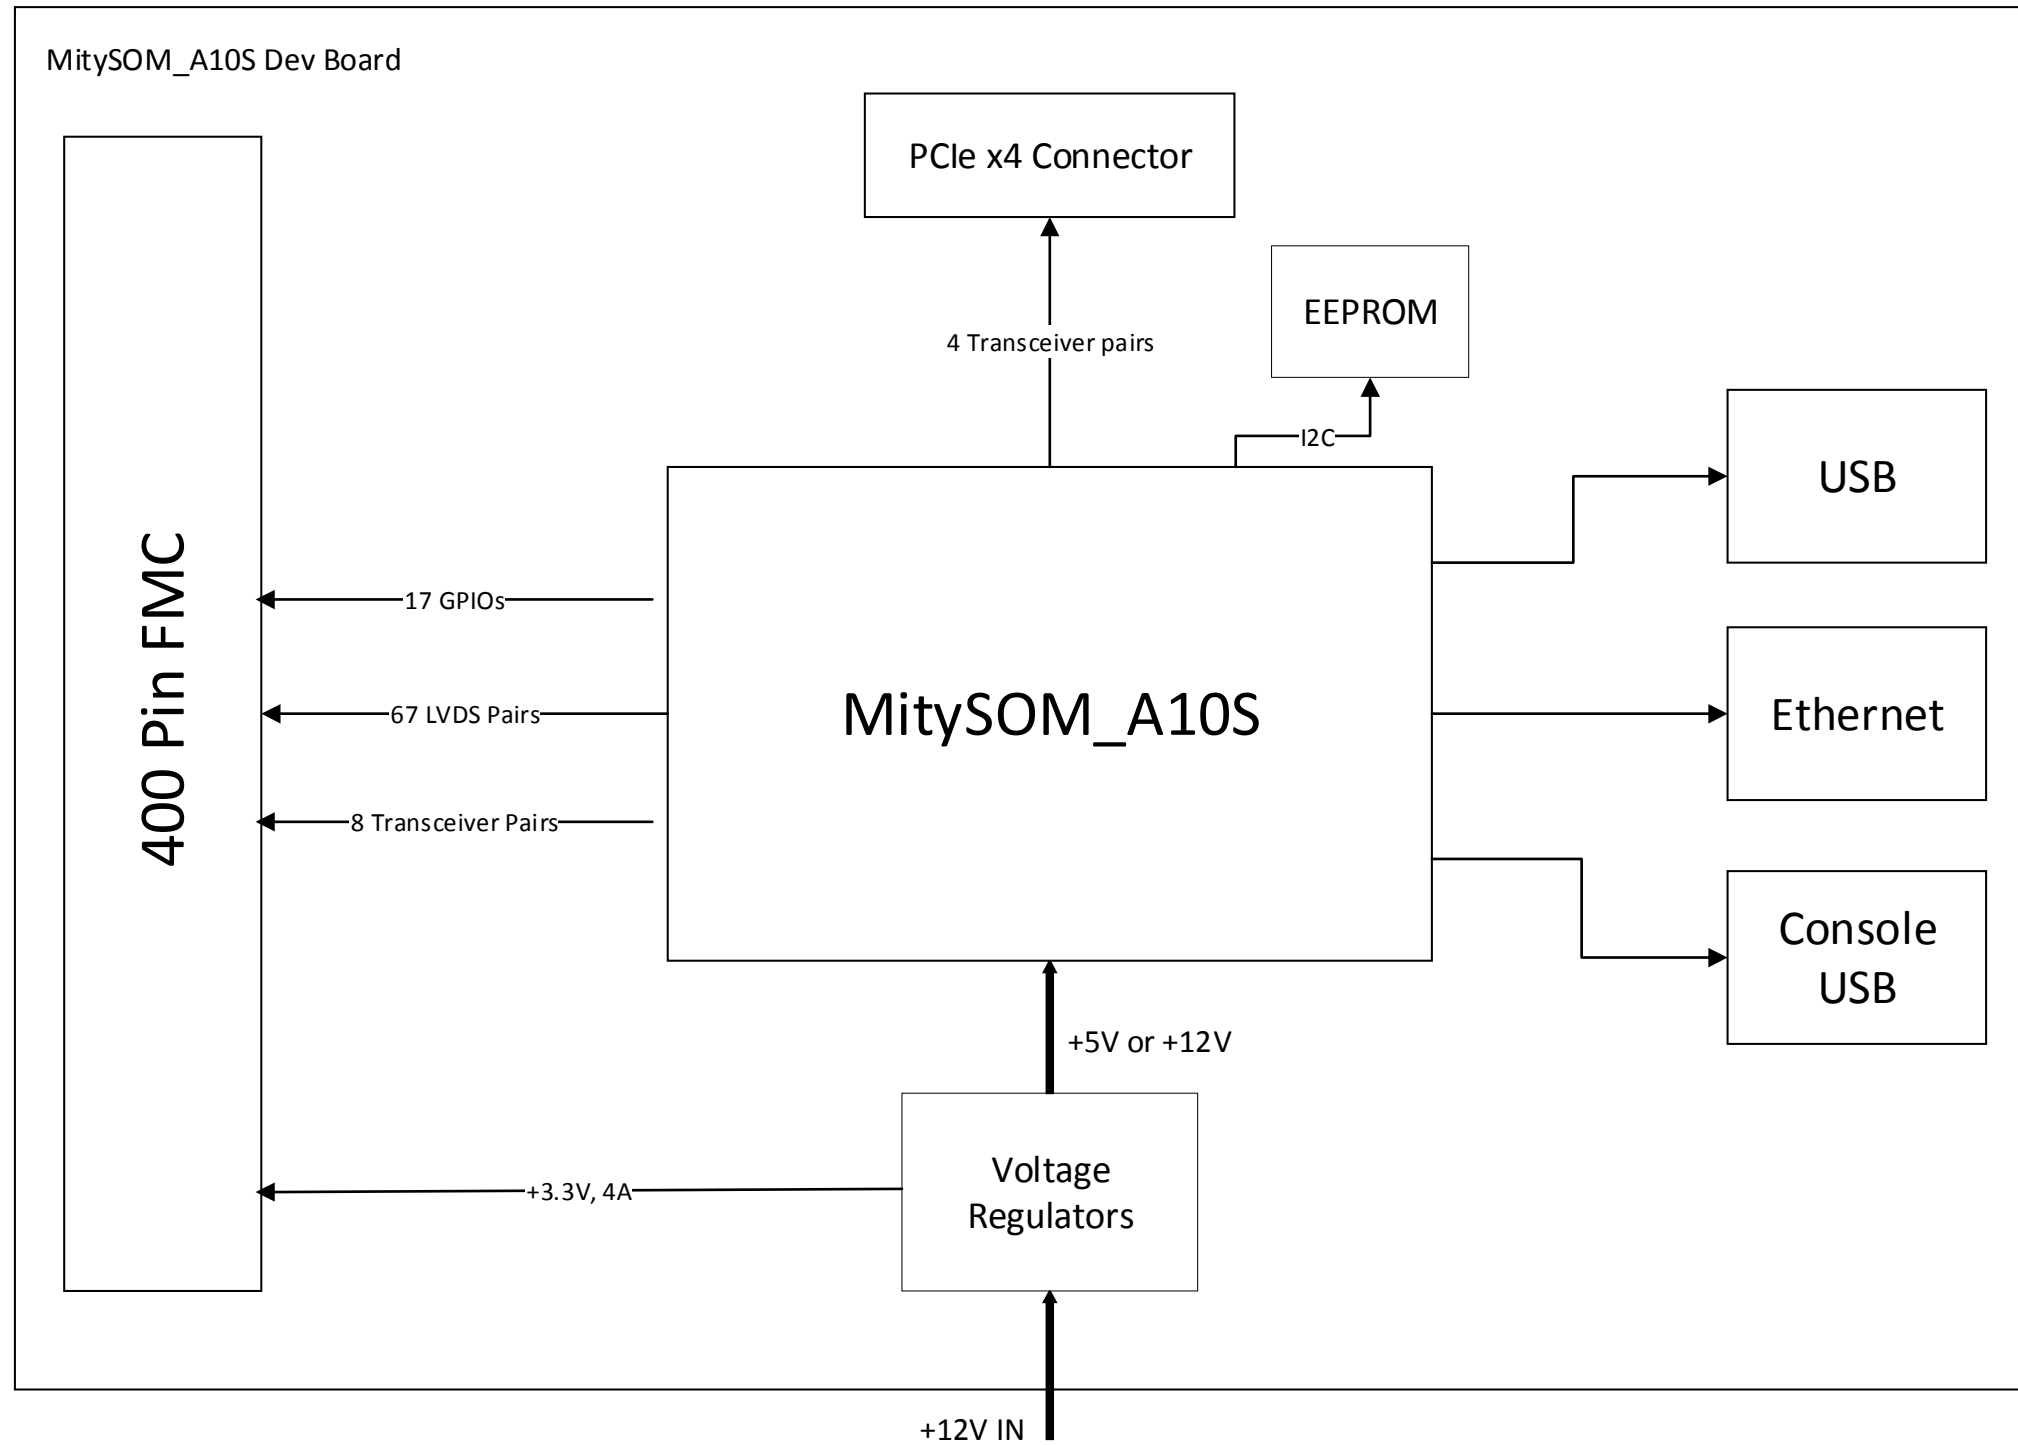 MitySOM_A10S Dev Board
PCIe x4 Connector
EEPROM
4 Transceiver pairs
I2C
USB
400 Pin FMC
17 GPIOs
67 LVDS Pairs
MitySOM_A10S
Ethernet
8 Transceiver Pairs
Console
USB
+5V or +12V
Voltage
Regulators
+3.3V, 4A
+12V IN